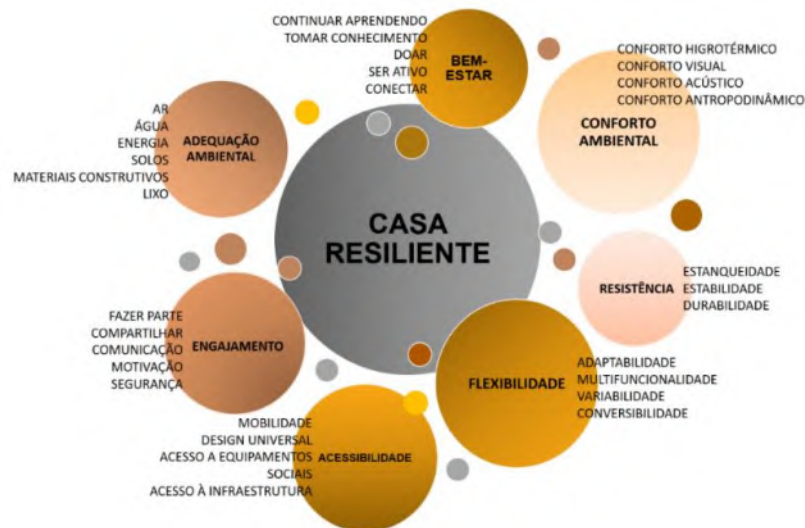 CONTINUAR APRENDENDO
TOMAR CONHECIMENTO
DOAR
SER ATIVO
CONECTAR
BEM-
ESTAR
CONFORTO HIGROTÉRMICO
CONFORTO VISUAL
CONFORTO ACÚSTICO
CONFORTO ANTROPODINÂMICO
CONFORTO
AMBIENTAL
AR
ÁGUA
ENERGIA
SOLOS
MATERIAIS CONSTRUTIVOS
LIXO
ADEQUAÇÃO
AMBIENTAL
CASA
RESILIENTE
RESISTÊNCIA
ESTANQUEIDADE
ESTABILIDADE
DURABILIDADE
FAZER PARTE
COMPARTILHAR
COMUNICAÇÃO
MOTIVAÇÃO
SEGURANÇA
ENGAJAMENTO
FLEXIBILIDADE
ADAPTABILIDADE
MULTIFUNCIONALIDADE
VARIABILIDADE
CONVERSIBILIDADE
MOBILIDADE
DESIGN UNIVERSAL
ACESSO A EQUIPAMENTOS
SOCIAIS
ACESSO À INFRAESTRUTURA
ACESSIBILIDADE